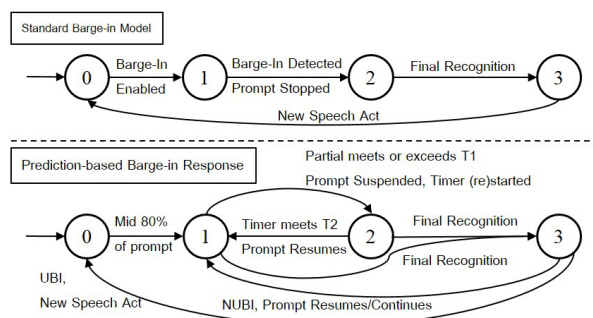 Standard Barge-in Model
0
Barge-In
Enabled
1
Barge-In Detected
Prompt Stopped
2
Final Recognition
3
New Speech Act
Prediction-based Barge-in Response
Partial meets or exceeds T1
Prompt Suspended, Timer (re)started
0
Mid 80%
of prompt
1
Timer meets T2
Prompt Resumes
2
Final Recognition
3
Final Recognition
UBI,
New Speech Act
NUBI, Prompt Resumes/Continues